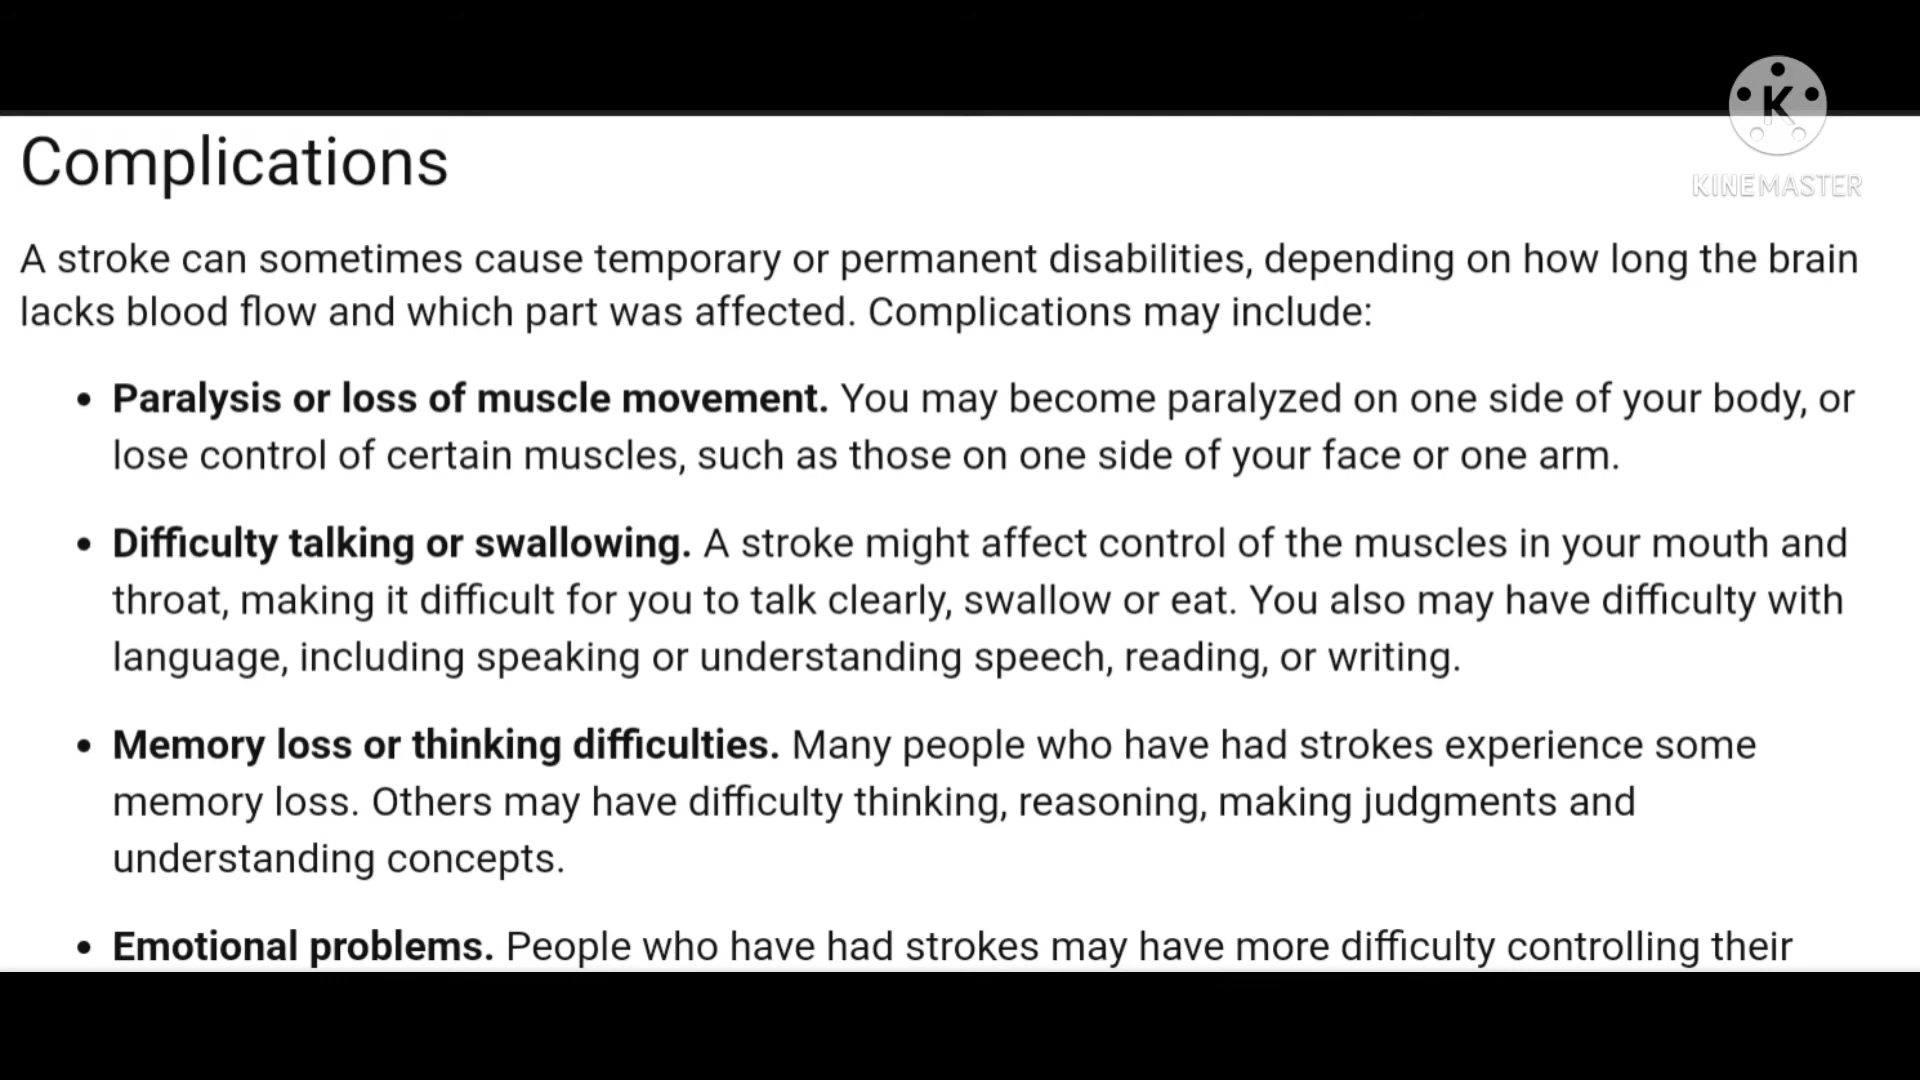 K
KINEMASTER
Complications
A stroke can sometimes cause temporary or permanent disabilities, depending on how long the brain
lacks blood flow and which part was affected. Complications may include:
• Paralysis or loss of muscle movement. You may become paralyzed on one side of your body, or
lose control of certain muscles, such as those on one side of your face or one arm.
• Difficulty talking or swallowing. A stroke might affect control of the muscles in your mouth and
throat, making it difficult for you to talk clearly, swallow or eat. You also may have difficulty with
language, including speaking or understanding speech, reading, or writing.
• Memory loss or thinking difficulties. Many people who have had strokes experience some
memory loss. Others may have difficulty thinking, reasoning, making judgments and
understanding concepts.
• Emotional problems. People who have had strokes may have more difficulty controlling their